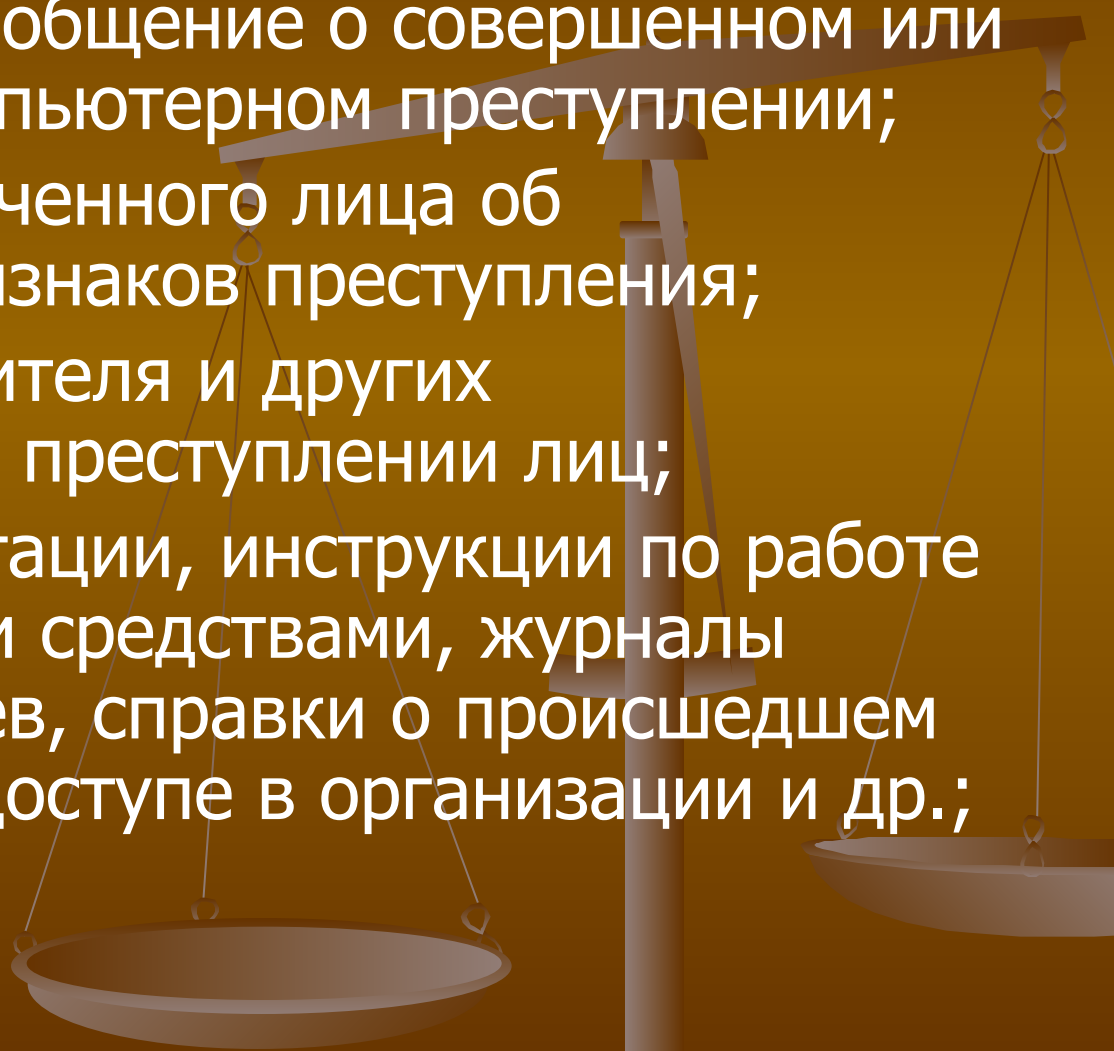 общение о совершенном или
пьютерном преступлении;
ченного лица об
знаков преступления;
ителя и других
преступлении лиц;
тации, инструкции по работе
и средствами, журналы
ев, справки о происшедшем
доступе в организации и др.;